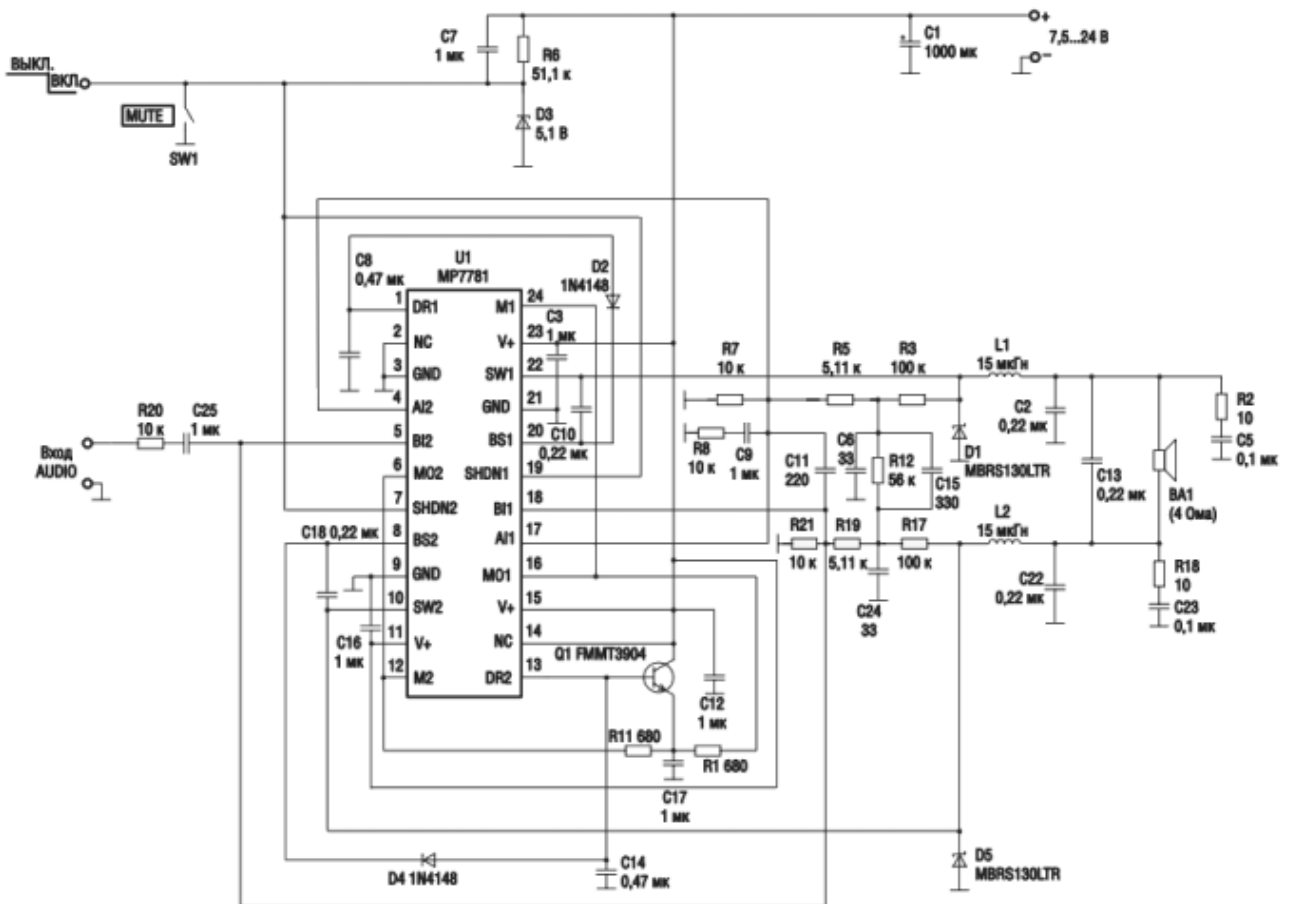 C7
1 мк
R6
51,1 к
C1
1000 мк
+
7,5...24 В
−
ВЫКЛ.
ВКЛ.
MUTE
SW1
D3
5,1 В
U1
MP7781
C8
0,47 мк
D2
1N4148
C3
1 мк
1 DR1
2 NC
3 GND
4 AI2
5 BI2
6 MO2
7 SHDN2
8 BS2
9 GND
10 SW2
11 V+
12 M2
M1 24
V+ 23
SW1 22
GND 21
BS1 20
SHDN1 19
BI1 18
AI1 17
MO1 16
V+ 15
NC 14
DR2 13
R20
10 к
C25
1 мк
Вход
AUDIO
C10
0,22 мк
R7
10 к
R5
5,11 к
R3
100 к
L1
15 мкГн
R8
10 к
C9
1 мк
C11
220
C6
33
R12
56 к
C15
330
D1
MBRS130LTR
C2
0,22 мк
C13
0,22 мк
R2
10
C5
0,1 мк
BA1
(4 Ома)
R21
10 к
R19
5,11 к
R17
100 к
L2
15 мкГн
C24
33
C22
0,22 мк
R18
10
C23
0,1 мк
C18 0,22 мк
C16
1 мк
Q1 FMMT3904
C12
1 мк
R11 680
R1 680
C17
1 мк
D4 1N4148
C14
0,47 мк
D5
MBRS130LTR